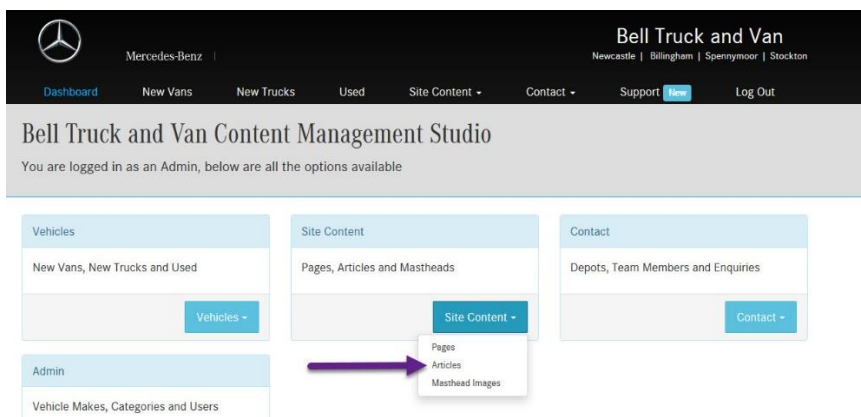 Bell Truck and Van
Mercedes-Benz
Newcastle | Billingham | Spennymoor | Stockton
Dashboard New Vans New Trucks Used Site Content Contact Support New Log Out
Bell Truck and Van Content Management Studio
You are logged in as an Admin, below are all the options available
Vehicles
New Vans, New Trucks and Used
Vehicles
Site Content
Pages, Articles and Mastheads
Site Content
Pages
Articles
Masthead Images
Contact
Depots, Team Members and Enquiries
Contact
Admin
Vehicle Makes, Categories and Users